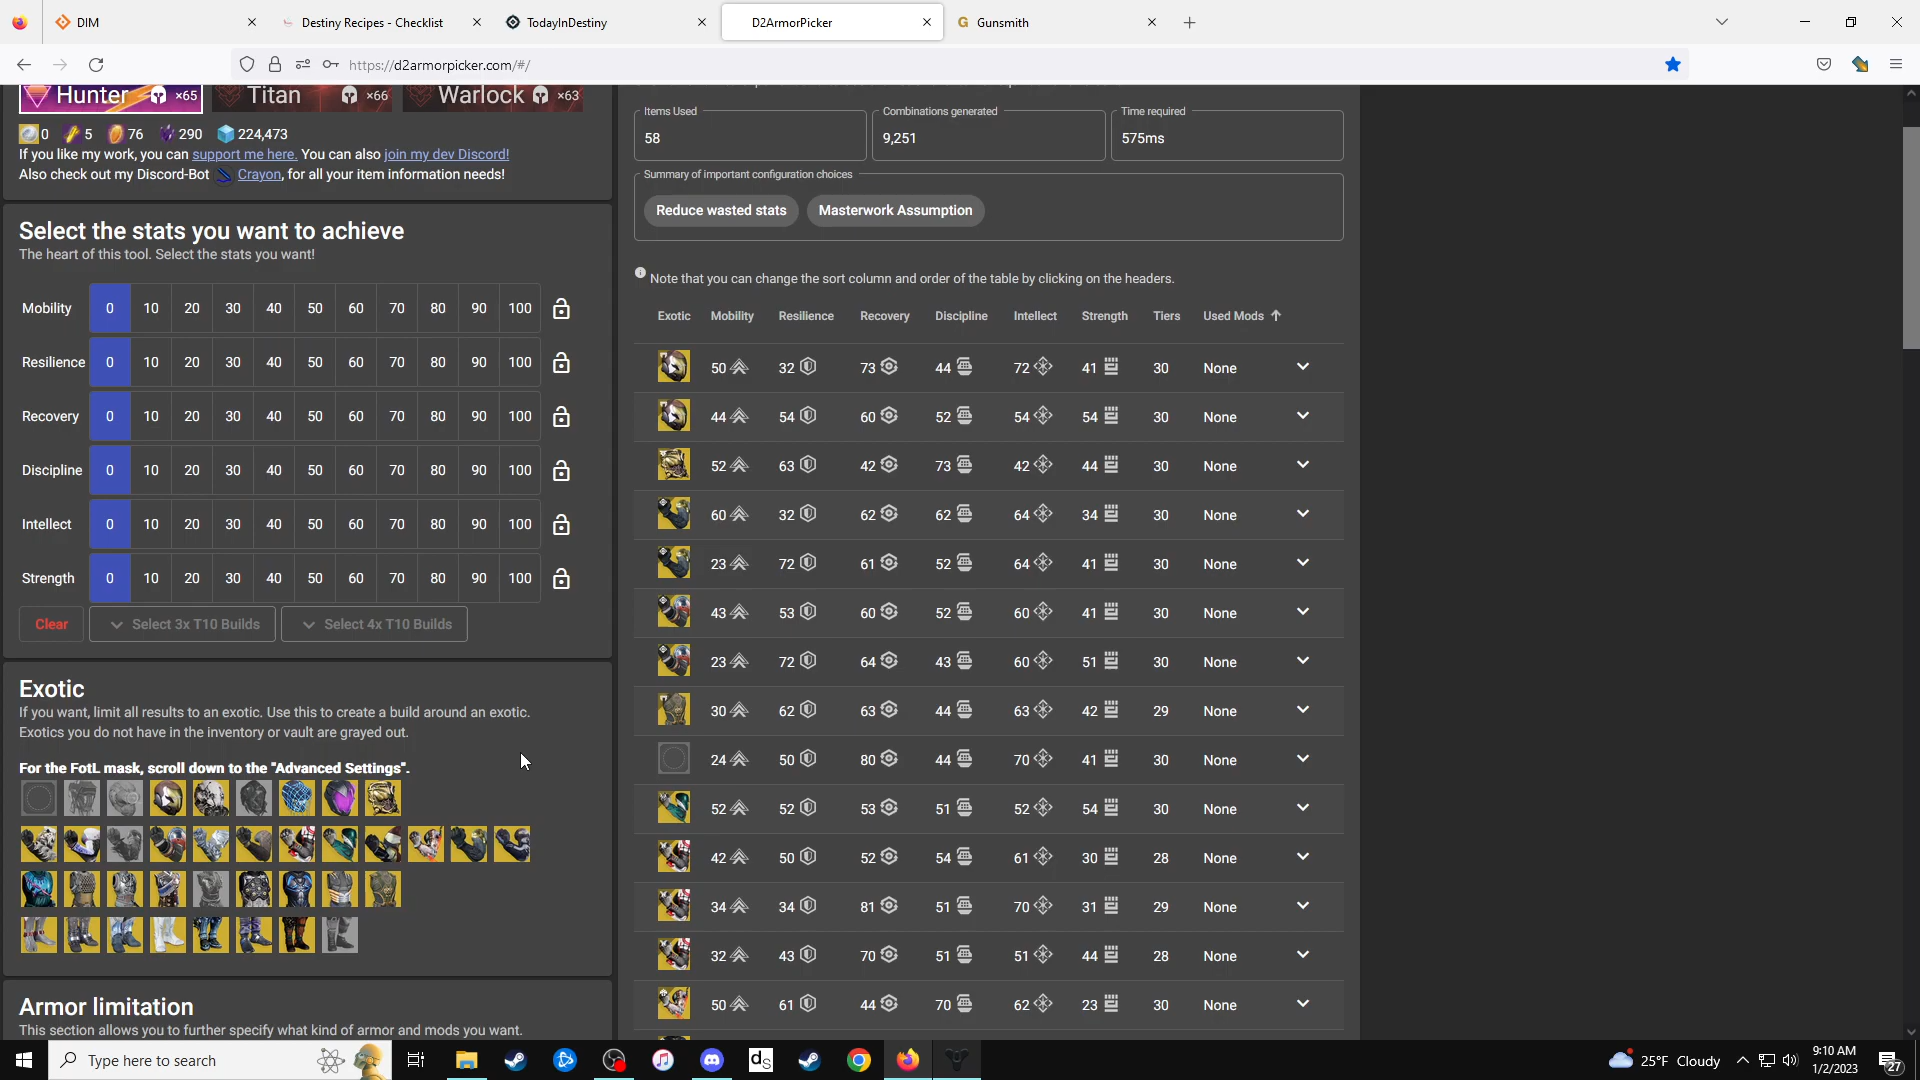 DIM
Destiny Recipes - Checklist
TodayInDestiny
D2ArmorPicker
G Gunsmith
https://d2armorpicker.com/#/
Hunter ×65
Titan ×66
Warlock ×63
0 5 76 290 224,473
If you like my work, you can support me here. You can also join my dev Discord!
Also check out my Discord-Bot Crayon, for all your item information needs!
Select the stats you want to achieve
The heart of this tool. Select the stats you want!
Mobility 0 10 20 30 40 50 60 70 80 90 100
Resilience 0 10 20 30 40 50 60 70 80 90 100
Recovery 0 10 20 30 40 50 60 70 80 90 100
Discipline 0 10 20 30 40 50 60 70 80 90 100
Intellect 0 10 20 30 40 50 60 70 80 90 100
Strength 0 10 20 30 40 50 60 70 80 90 100
Clear Select 3x T10 Builds Select 4x T10 Builds
Exotic
If you want, limit all results to an exotic. Use this to create a build around an exotic.
Exotics you do not have in the inventory or vault are grayed out.
For the FotL mask, scroll down to the "Advanced Settings".
Armor limitation
This section allows you to further specify what kind of armor and mods you want.
Items Used
58
Combinations generated
9,251
Time required
575ms
Summary of important configuration choices
Reduce wasted stats Masterwork Assumption
Note that you can change the sort column and order of the table by clicking on the headers.
Exotic Mobility Resilience Recovery Discipline Intellect Strength Tiers Used Mods
50 32 73 44 72 41 30 None
44 54 60 52 54 54 30 None
52 63 42 73 42 44 30 None
60 32 62 62 64 34 30 None
23 72 61 52 64 41 30 None
43 53 60 52 60 41 30 None
23 72 64 43 60 51 30 None
30 62 63 44 63 42 29 None
24 50 80 44 70 41 30 None
52 52 53 51 52 54 30 None
42 50 52 54 61 30 28 None
34 34 81 51 70 31 29 None
32 43 70 51 51 44 28 None
50 61 44 70 62 23 30 None
Type here to search
ds
25°F Cloudy
9:10 AM
1/2/2023
27